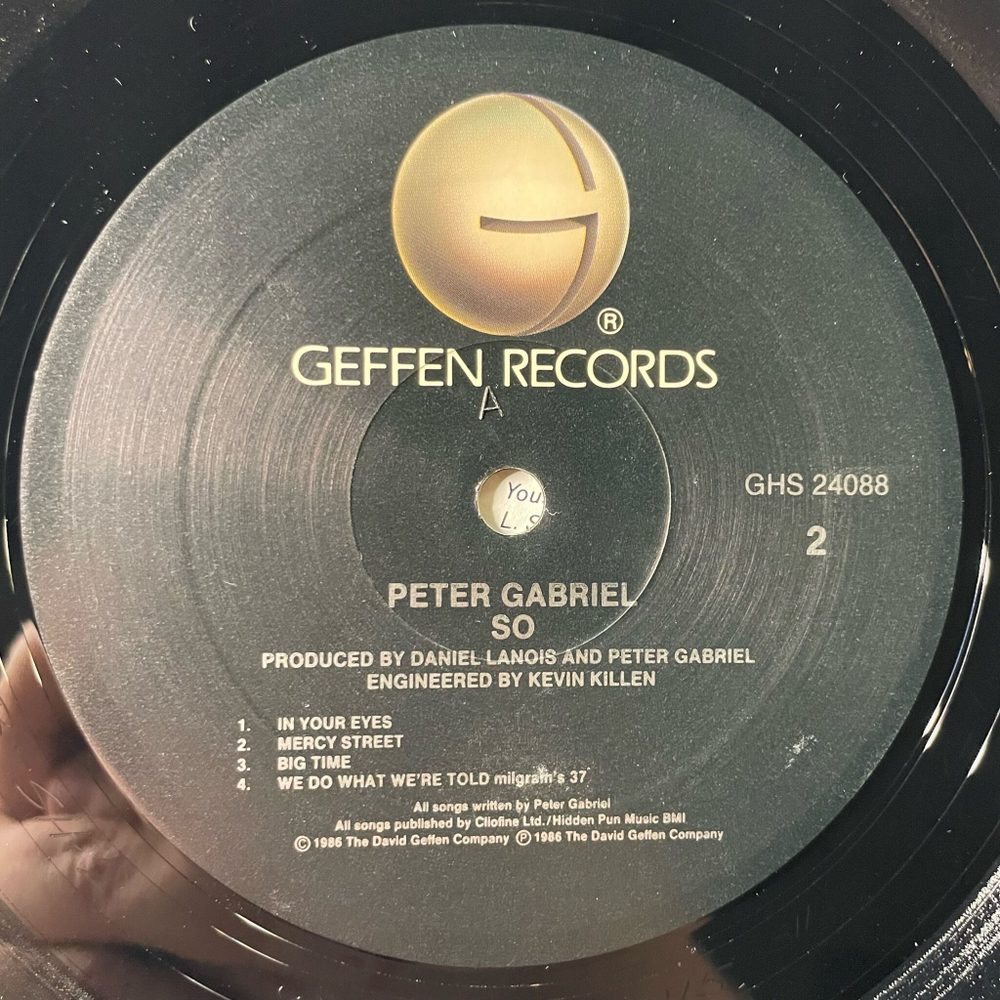 ®
GEFFEN RECORDS
A
GHS 24088
2
You
L.
PETER GABRIEL
SO
PRODUCED BY DANIEL LANOIS AND PETER GABRIEL
ENGINEERED BY KEVIN KILLEN
1. IN YOUR EYES
2. MERCY STREET
3. BIG TIME
4. WE DO WHAT WE'RE TOLD milgram's 37
All songs written by Peter Gabriel
All songs published by Cliofine Ltd./Hidden Pun Music BMI
© 1986 The David Geffen Company ℗ 1986 The David Geffen Company